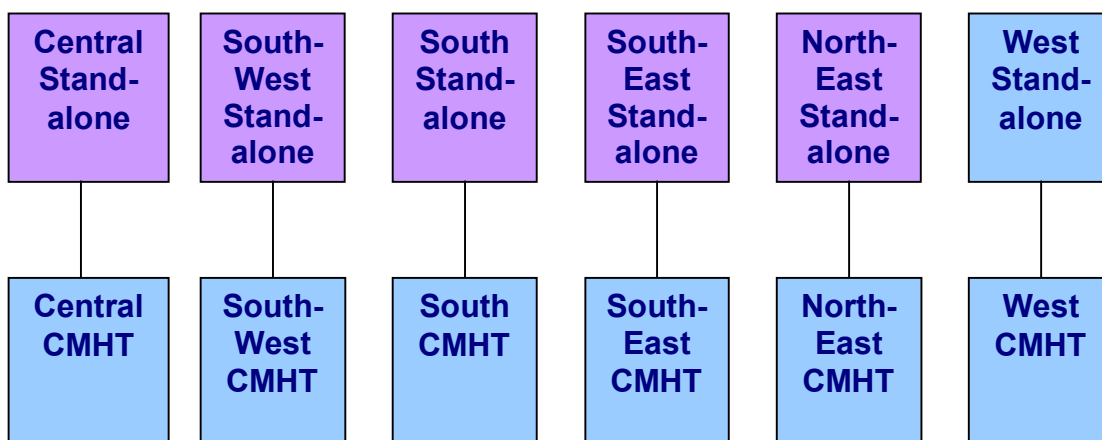 Central
Stand-
alone
South-
West
Stand-
alone
South
Stand-
alone
South-
East
Stand-
alone
North-
East
Stand-
alone
West
Stand-
alone
Central
CMHT
South-
West
CMHT
South
CMHT
South-
East
CMHT
North-
East
CMHT
West
CMHT